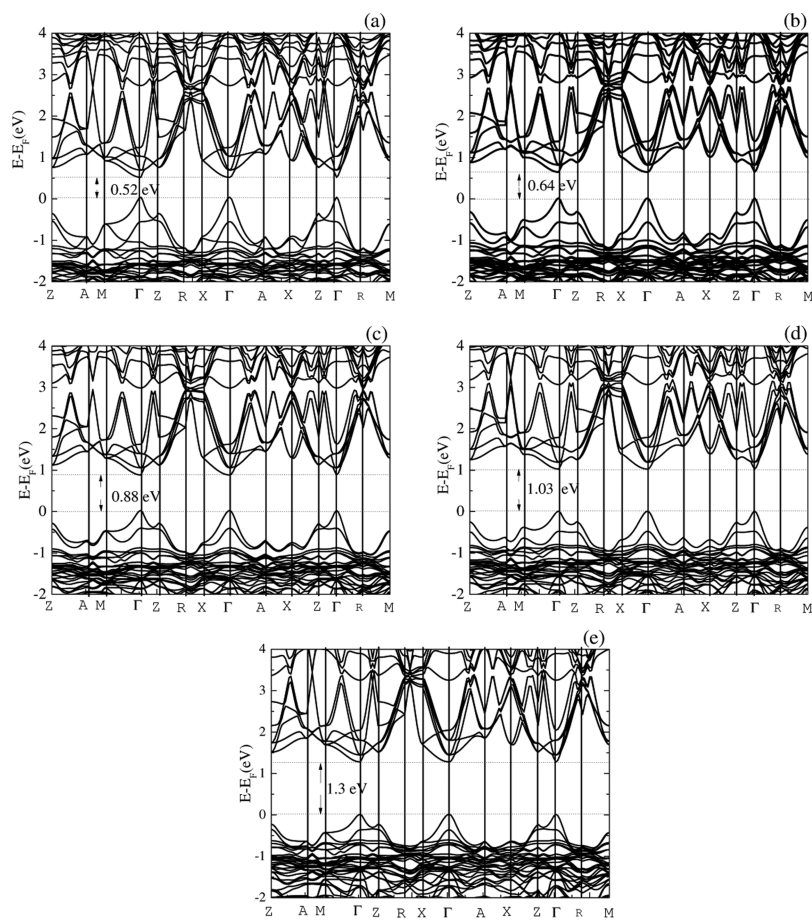 (a)
4
3
2
1
0
-1
-2
E-E_F(eV)
0.52 eV
Z A M Γ Z R X Γ A X Z Γ R M
(b)
4
3
2
1
0
-1
-2
E-E_F(eV)
0.64 eV
Z A M Γ Z R X Γ A X Z Γ R M
(c)
4
3
2
1
0
-1
-2
E-E_F(eV)
0.88 eV
Z A M Γ Z R X Γ A X Z Γ R M
(d)
4
3
2
1
0
-1
-2
E-E_F(eV)
1.03 eV
Z A M Γ Z R X Γ A X Z Γ R M
(e)
4
3
2
1
0
-1
-2
E-E_F(eV)
1.3 eV
Z A M Γ Z R X Γ A X Z Γ R M